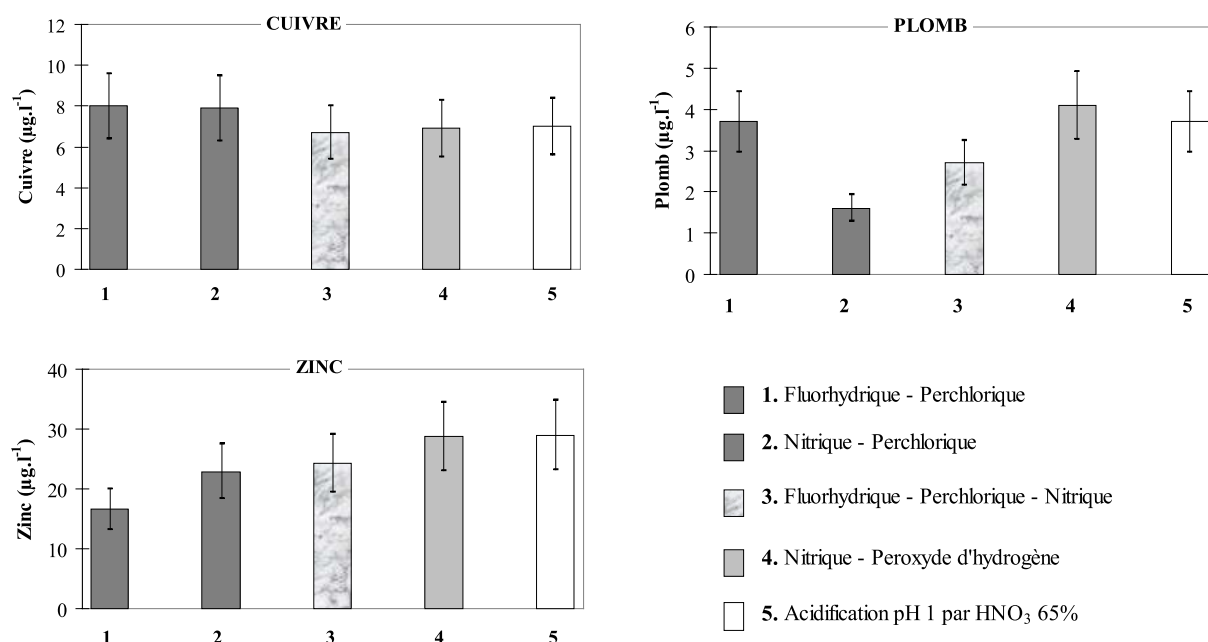 CUIVRE
12
10
8
6
4
2
0
Cuivre (µg.l⁻¹)
1 2 3 4 5
PLOMB
6
5
4
3
2
1
0
Plomb (µg.l⁻¹)
1 2 3 4 5
ZINC
40
30
20
10
0
Zinc (µg.l⁻¹)
1 2 3 4 5
1. Fluorhydrique - Perchlorique
2. Nitrique - Perchlorique
3. Fluorhydrique - Perchlorique - Nitrique
4. Nitrique - Peroxyde d'hydrogène
5. Acidification pH 1 par HNO₃ 65%